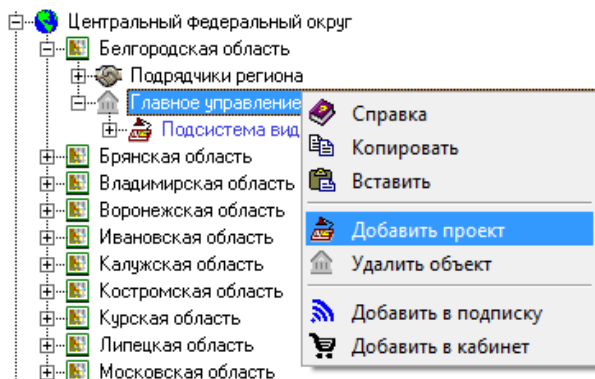 Центральный федеральный округ
Белгородская область
Подрядчики региона
Главное управление
Подсистема вид
Брянская область
Владимирская область
Воронежская область
Ивановская область
Калужская область
Костромская область
Курская область
Липецкая область
Московская область
Справка
Копировать
Вставить
Добавить проект
Удалить объект
Добавить в подписку
Добавить в кабинет